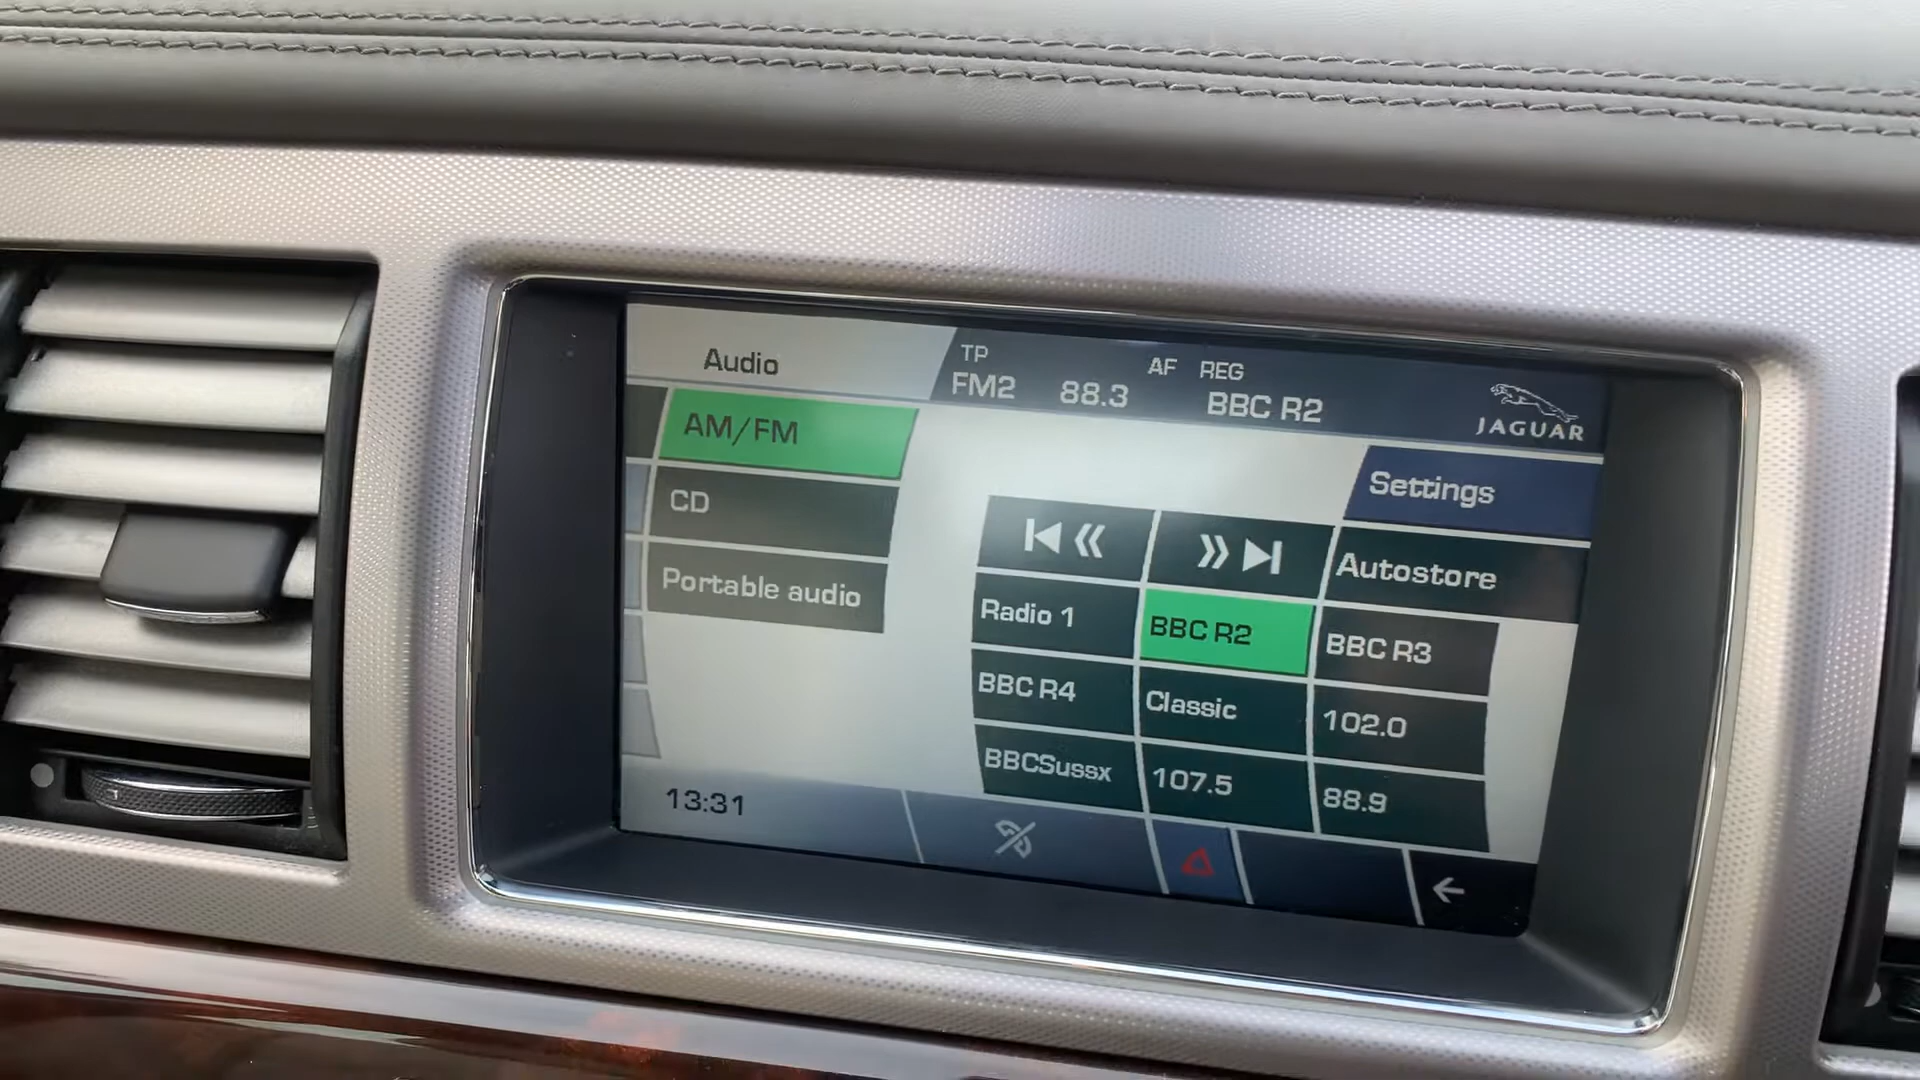 Audio
TP
AF REG
FM2 88.3 BBC R2
JAGUAR
AM/FM
CD
Portable audio
Settings
Autostore
Radio 1 BBC R2 BBC R3
BBC R4 Classic 102.0
BBCSussx 107.5 88.9
13:31